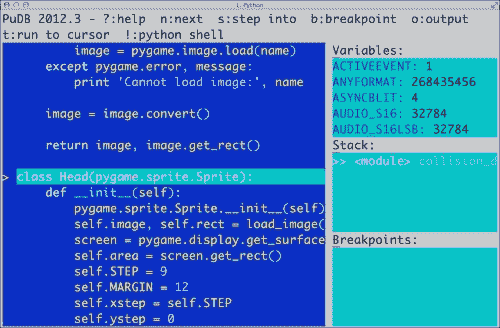 1. Python
PuDB 2012.3 - ?:help n:next s:step into b:breakpoint o:output
t:run to cursor !:python shell
image = pygame.image.load(name)
except pygame.error, message:
print 'Cannot load image:', name
image = image.convert()
return image, image.get_rect()
> class Head(pygame.sprite.Sprite):
def __init__(self):
pygame.sprite.Sprite.__init__(self)
self.image, self.rect = load_image(
screen = pygame.display.get_surface
self.area = screen.get_rect()
self.STEP = 9
self.MARGIN = 12
self.xstep = self.STEP
self.ystep = 0
Variables:
ACTIVEEVENT: 1
ANYFORMAT: 268435456
ASYNCBLIT: 4
AUDIO_S16: 32784
AUDIO_S16LSB: 32784
Stack:
>> <module> collision_d
Breakpoints: